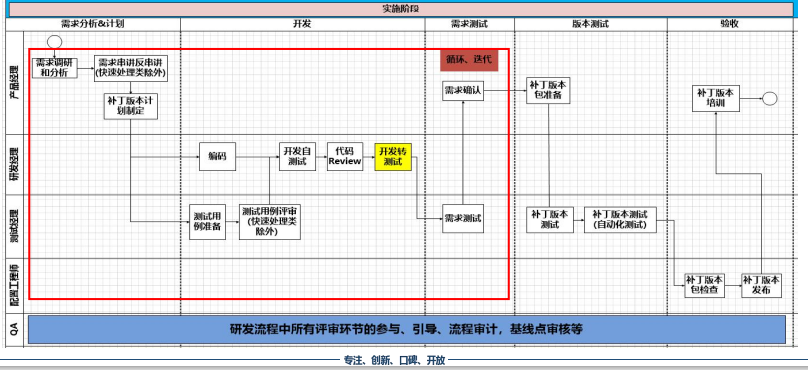 实施阶段
需求分析&计划
开发
需求测试
版本测试
验收
产品经理
需求调研
和分析
需求串讲反串讲
(快速处理类除外)
补丁版本计
划制定
循环、迭代
需求确认
补丁版本
包准备
补丁版本
培训
研发经理
编码
开发自
测试
代码
Review
开发转
测试
测试经理
测试用
例准备
测试用例评审
(快速处理类
除外)
需求测试
补丁版本
测试
补丁版本测试
(自动化测试)
配置工程师
补丁版本
包检查
补丁版本
发布
QA
研发流程中所有评审环节的参与、引导、流程审计，基线点审核等
专注、创新、口碑、开放